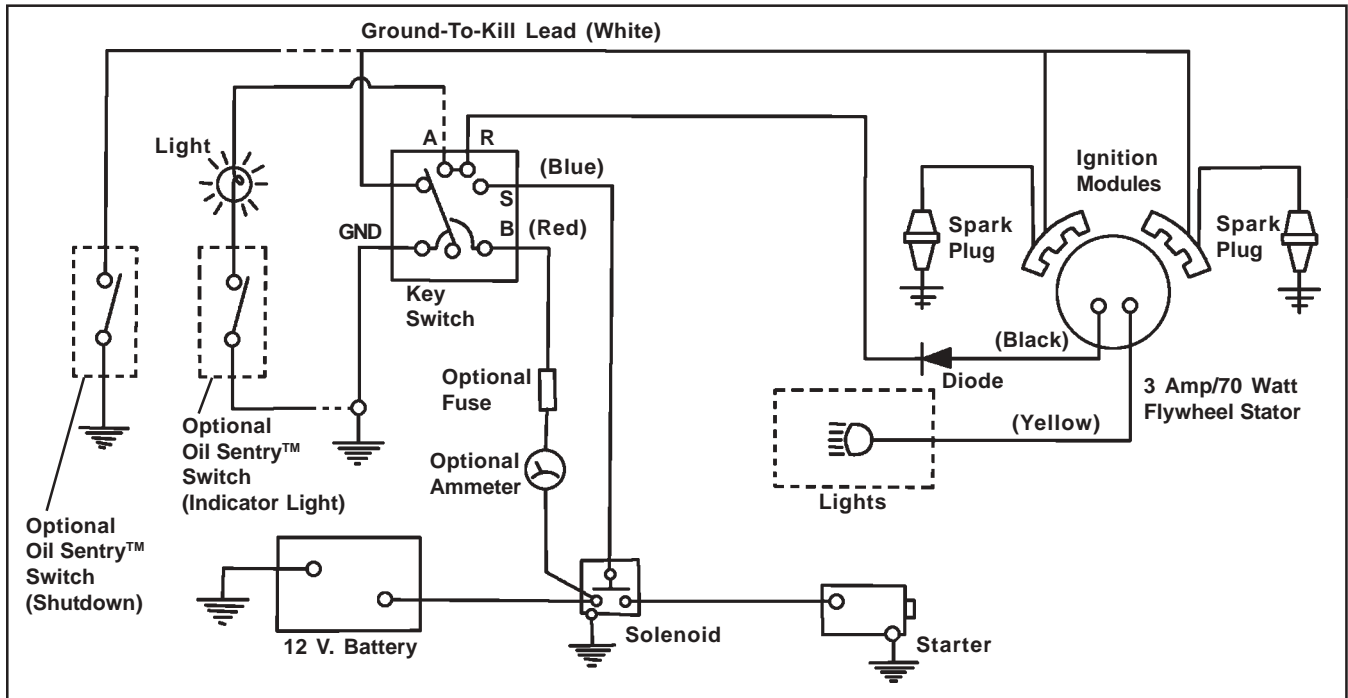 Ground-To-Kill Lead (White)
Light
A
R
(Blue)
S
GND
B
(Red)
Key
Switch
Ignition
Modules
Spark
Plug
Spark
Plug
(Black)
Diode
3 Amp/70 Watt
Flywheel Stator
(Yellow)
Lights
Optional
Fuse
Optional
Ammeter
Optional
Oil Sentry™
Switch
(Indicator Light)
Optional
Oil Sentry™
Switch
(Shutdown)
12 V. Battery
Solenoid
Starter